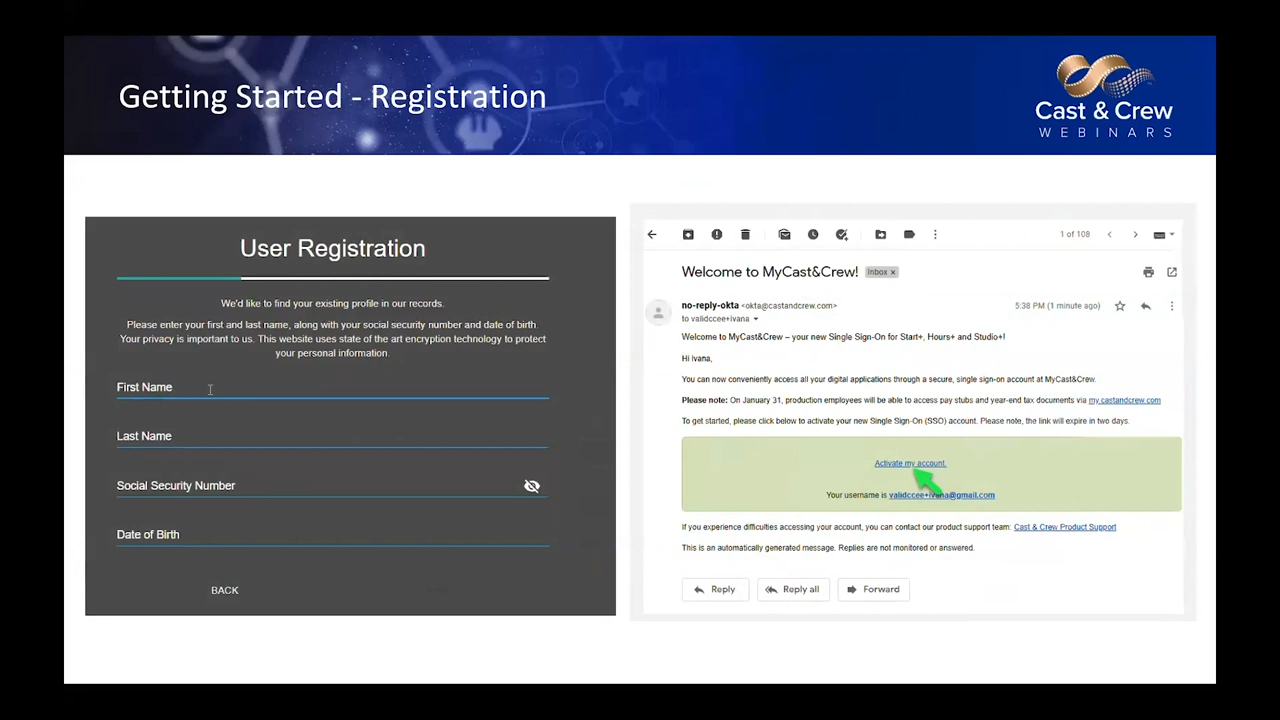 Getting Started - Registration
Cast & Crew
WEBINARS
User Registration
We'd like to find your existing profile in our records.
Please enter your first and last name, along with your social security number and date of birth.
Your privacy is important to us. This website uses state of the art encryption technology to protect
your personal information.
First Name
Last Name
Social Security Number
Date of Birth
BACK
1 of 108
Welcome to MyCast&Crew!
Inbox x
no-reply-okta <okta@castandcrew.com>
5:38 PM (1 minute ago)
to validccee+ivana
Welcome to MyCast&Crew – your new Single Sign-On for Start+, Hours+ and Studio+!
Hi ivana,
You can now conveniently access all your digital applications through a secure, single sign-on account at MyCast&Crew.
Please note: On January 31, production employees will be able to access pay stubs and year-end tax documents via my.castandcrew.com
To get started, please click below to activate your new Single Sign-On (SSO) account. Please note, the link will expire in two days.
Activate my account.
Your username is validccee+ivana@gmail.com
If you experience difficulties accessing your account, you can contact our product support team: Cast & Crew Product Support
This is an automatically generated message. Replies are not monitored or answered.
Reply
Reply all
Forward